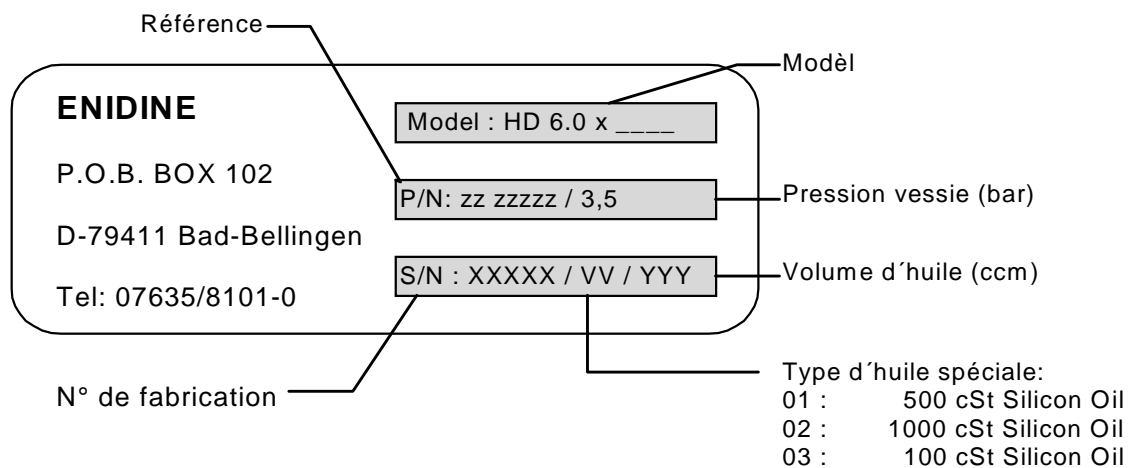 Référence
Modèl
ENIDINE
Model : HD 6.0 x ____
P.O.B. BOX 102
P/N: zz zzzzz / 3,5
Pression vessie (bar)
D-79411 Bad-Bellingen
S/N : XXXXX / VV / YYY
Volume d´huile (ccm)
Tel: 07635/8101-0
N° de fabrication
Type d´huile spéciale:
01 : 500 cSt Silicon Oil
02 : 1000 cSt Silicon Oil
03 : 100 cSt Silicon Oil